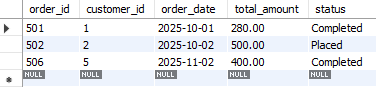 order_id customer_id order_date total_amount status
501 1 2025-10-01 280.00 Completed
502 2 2025-10-02 500.00 Placed
506 5 2025-11-02 400.00 Completed
NULL NULL NULL NULL NULL